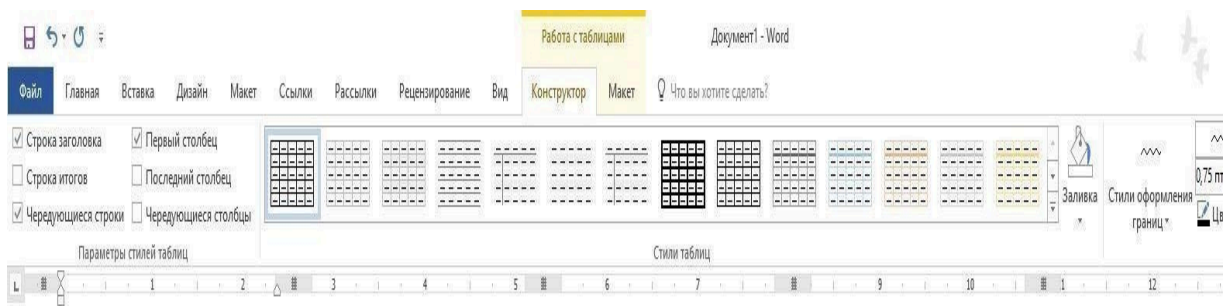 Работа с таблицами Документ1 - Word
Файл Главная Вставка Дизайн Макет Ссылки Рассылки Рецензирование Вид Конструктор Макет Что вы хотите сделать?
Строка заголовка Первый столбец
Строка итогов Последний столбец
Чередующиеся строки Чередующиеся столбцы
Параметры стилей таблиц
Стили таблиц
Заливка
Стили оформления
границ
0,75 пт
Цв
1 2 3 4 5 6 7 9 10 1 12